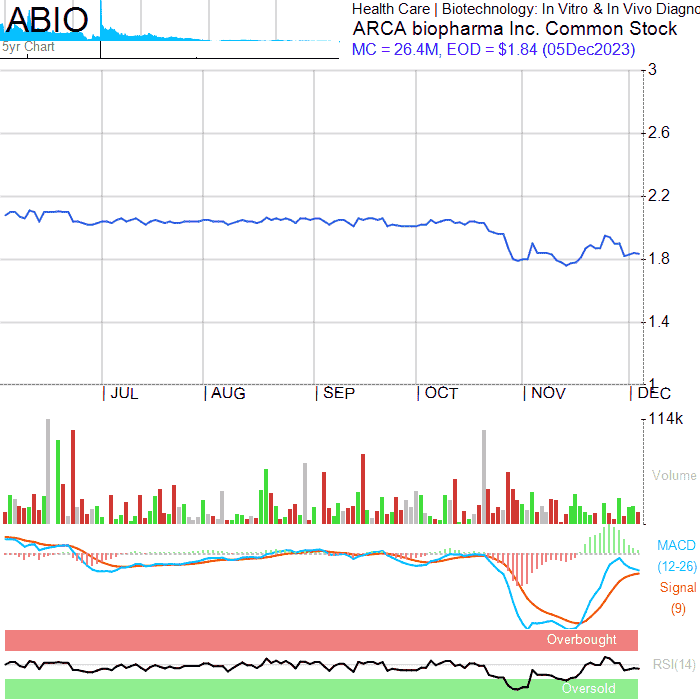 ABIO
5yr Chart
Health Care | Biotechnology: In Vitro & In Vivo Diagno
ARCA biopharma Inc. Common Stock
MC = 26.4M, EOD = $1.84 (05Dec2023)
3
2.6
2.2
1.8
1.4
1
JUL AUG SEP OCT NOV DEC
114k
Volume
MACD
(12-26)
Signal
(9)
Overbought
RSI(14)
Oversold